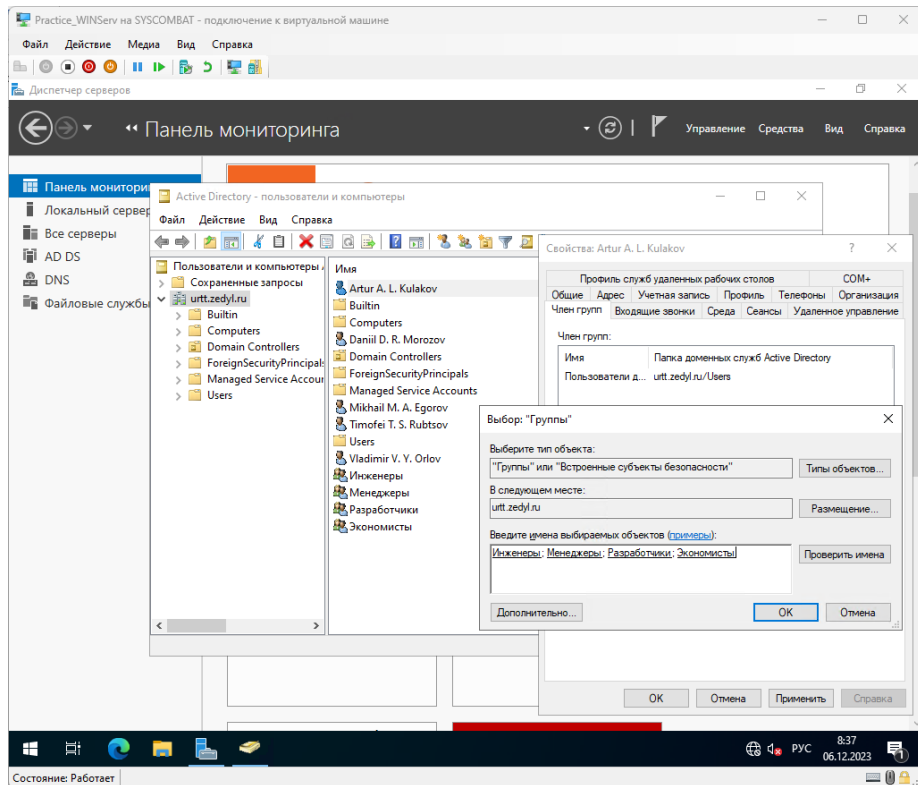 Practice_WINServ на SYSCOMBAT - подключение к виртуальной машине
Файл Действие Медиа Вид Справка
Диспетчер серверов
Панель мониторинга
Управление Средства Вид Справка
Панель монитори
Локальный сервер
Все серверы
AD DS
DNS
Файловые службы
Active Directory - пользователи и компьютеры
Файл Действие Вид Справка
Пользователи и компьютеры
Сохраненные запросы
urtt.zedyl.ru
Builtin
Computers
Domain Controllers
ForeignSecurityPrincipals
Managed Service Accour
Users
Имя
Artur A. L. Kulakov
Builtin
Computers
Daniil D. R. Morozov
Domain Controllers
ForeignSecurityPrincipals
Managed Service Accounts
Mikhail M. A. Egorov
Timofei T. S. Rubtsov
Users
Vladimir V. Y. Orlov
Инженеры
Менеджеры
Разработчики
Экономисты
Свойства: Artur A. L. Kulakov ?
Профиль служб удаленных рабочих столов COM+
Общие Адрес Учетная запись Профиль Телефоны Организация
Член групп Входящие звонки Среда Сеансы Удаленное управление
Член групп:
Имя Папка доменных служб Active Directory
Пользователи д... urtt.zedyl.ru/Users
Выбор: "Группы"
Выберите тип объекта:
"Группы" или "Встроенные субъекты безопасности" Типы объектов...
В следующем месте:
urtt.zedyl.ru Размещение...
Введите имена выбираемых объектов (примеры):
Инженеры; Менеджеры; Разработчики; Экономисты Проверить имена
Дополнительно... OK Отмена
OK Отмена Применить Справка
РУС
8:37
06.12.2023
1
Состояние: Работает